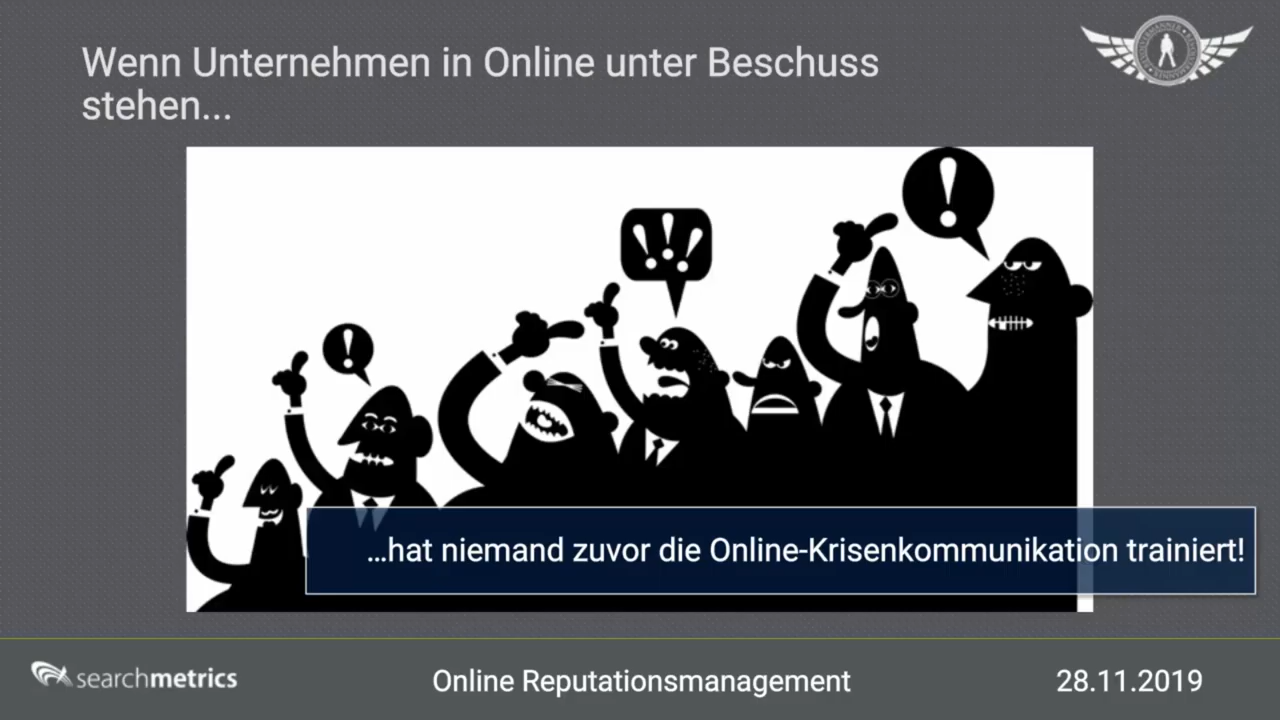 Wenn Unternehmen in Online unter Beschuss
stehen...
! !!! !
...hat niemand zuvor die Online-Krisenkommunikation trainiert!
searchmetrics
Online Reputationsmanagement
28.11.2019